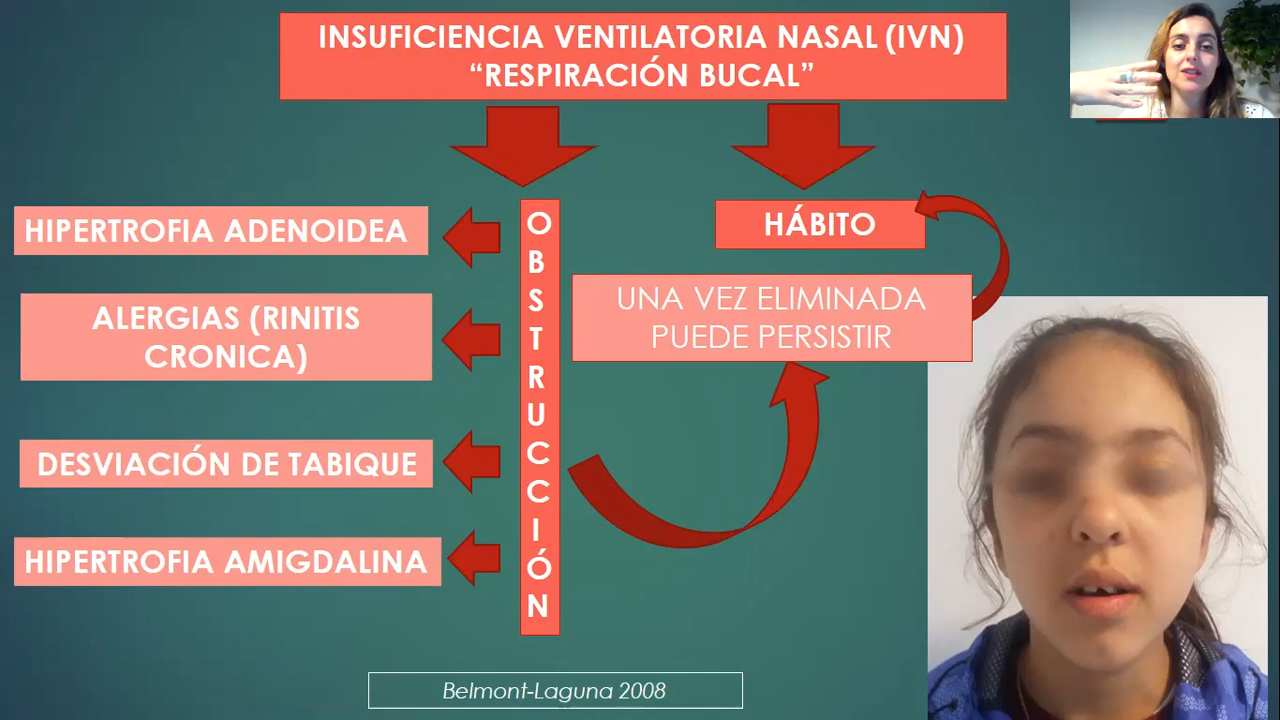 INSUFICIENCIA VENTILATORIA NASAL (IVN)
“RESPIRACIÓN BUCAL”
OBSTRUCCIÓN
HIPERTROFIA ADENOIDEA
ALERGIAS (RINITIS
CRONICA)
DESVIACIÓN DE TABIQUE
HIPERTROFIA AMIGDALINA
HÁBITO
UNA VEZ ELIMINADA
PUEDE PERSISTIR
Belmont-Laguna 2008